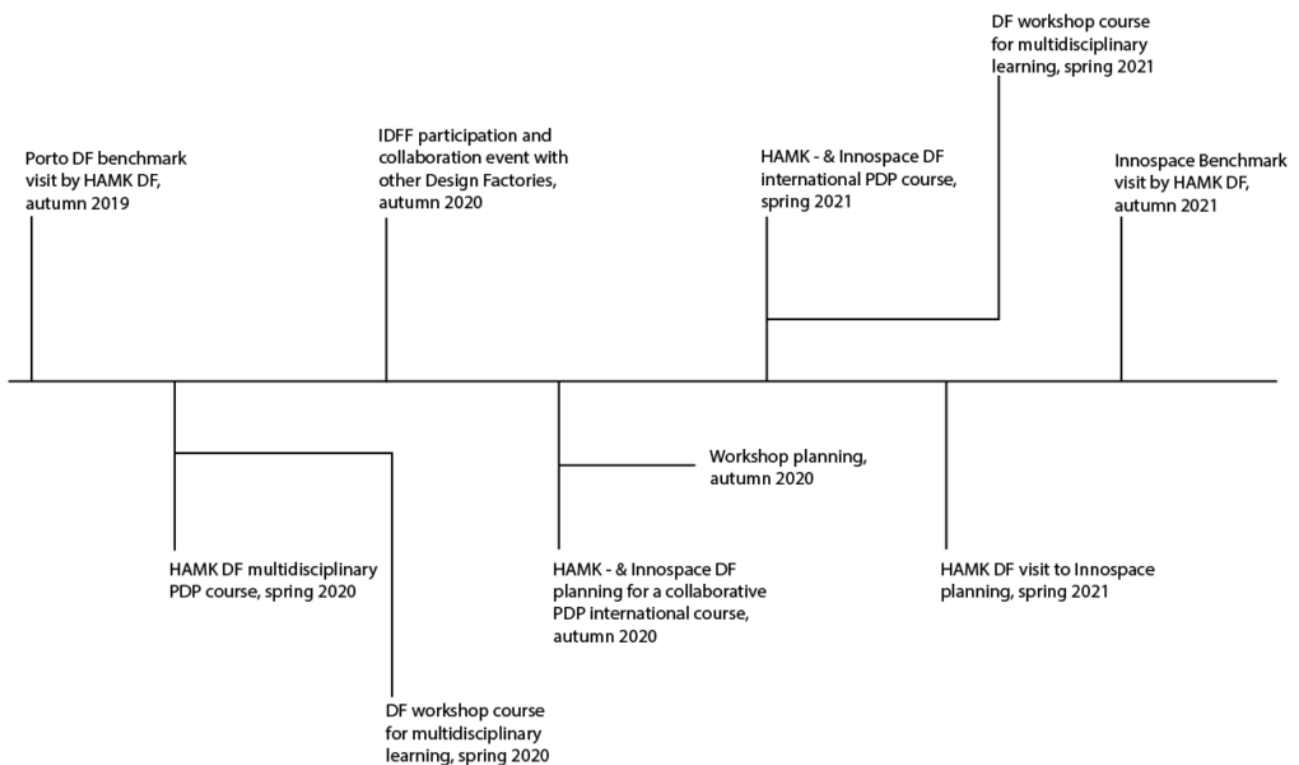 DF workshop course
for multidisciplinary
learning, spring 2021
Porto DF benchmark
visit by HAMK DF,
autumn 2019
IDFF participation and
collaboration event with
other Design Factories,
autumn 2020
HAMK - & Innospace DF
international PDP course,
spring 2021
Innospace Benchmark
visit by HAMK DF,
autumn 2021
Workshop planning,
autumn 2020
HAMK DF multidisciplinary
PDP course, spring 2020
HAMK - & Innospace DF
planning for a collaborative
PDP international course,
autumn 2020
HAMK DF visit to Innospace
planning, spring 2021
DF workshop course
for multidisciplinary
learning, spring 2020